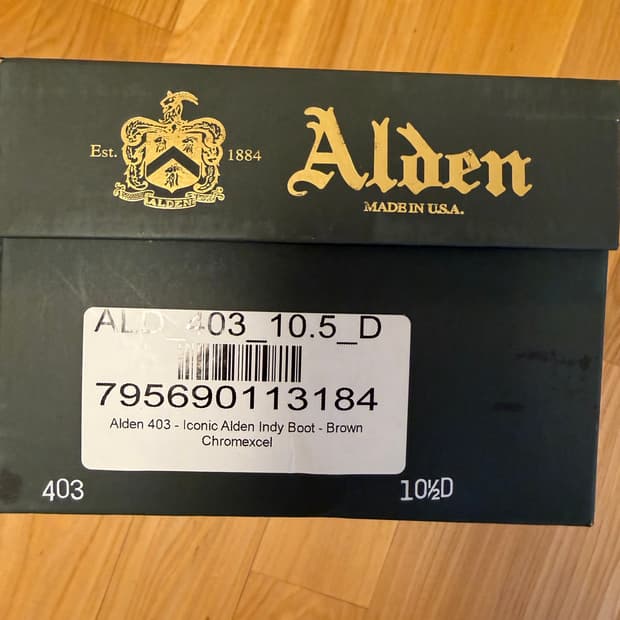 Est. 1884
ALDEN
Alden
MADE IN U.S.A.
ALD_403_10.5_D
795690113184
Alden 403 - Iconic Alden Indy Boot - Brown
Chromexcel
403 10½D